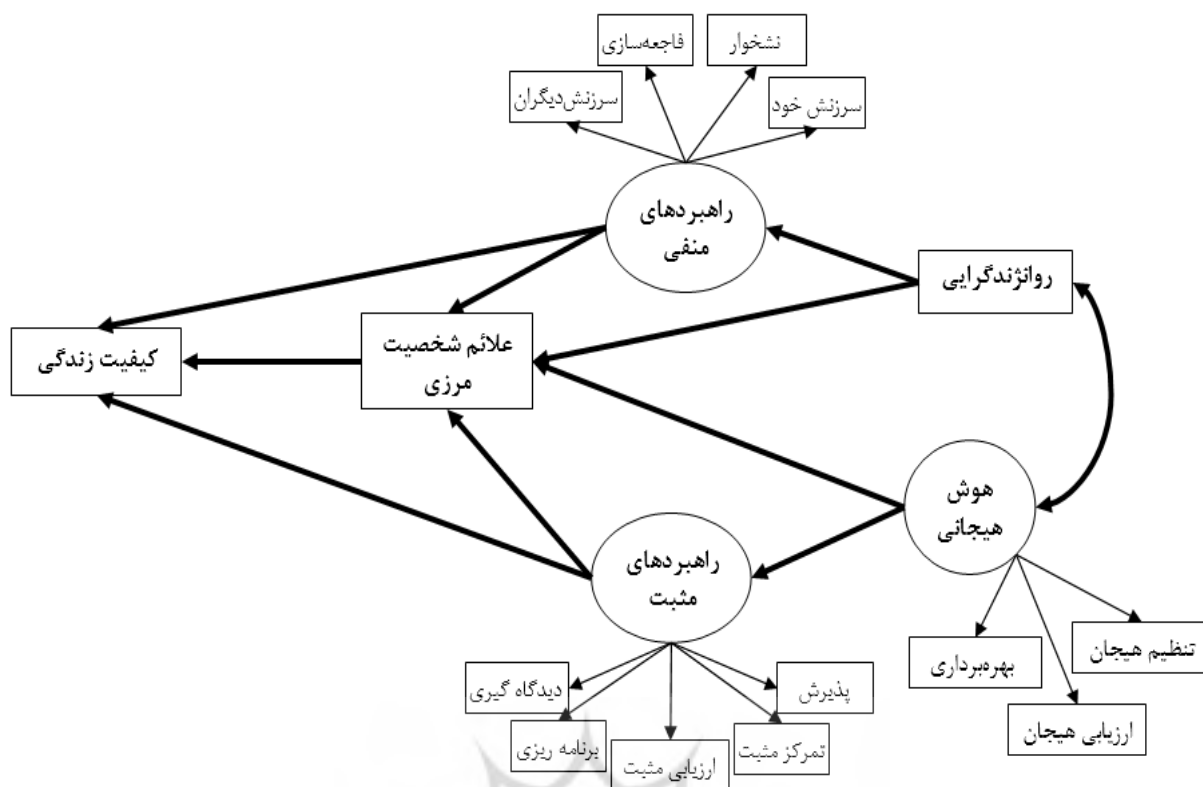 نشخوار
فاجعه‌سازی
سرزنش خود
سرزنش‌دیگران
راهبردهای
منفی
روانژندگرایی
علائم شخصیت
مرزی
کیفیت زندگی
هوش
هیجانی
راهبردهای
مثبت
تنظیم هیجان
بهره‌برداری
ارزیابی هیجان
پذیرش
دیدگاه گیری
تمرکز مثبت
ارزیابی مثبت
برنامه ریزی